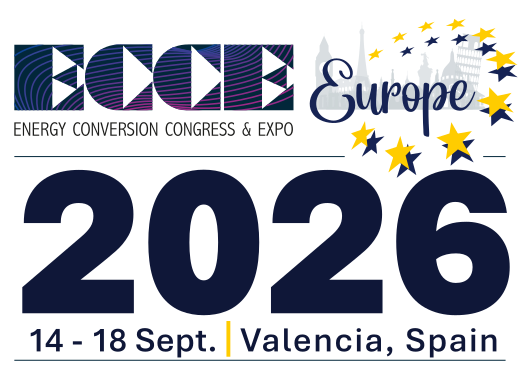 ECCE Europe
ENERGY CONVERSION CONGRESS & EXPO
2026
14 - 18 Sept. | Valencia, Spain